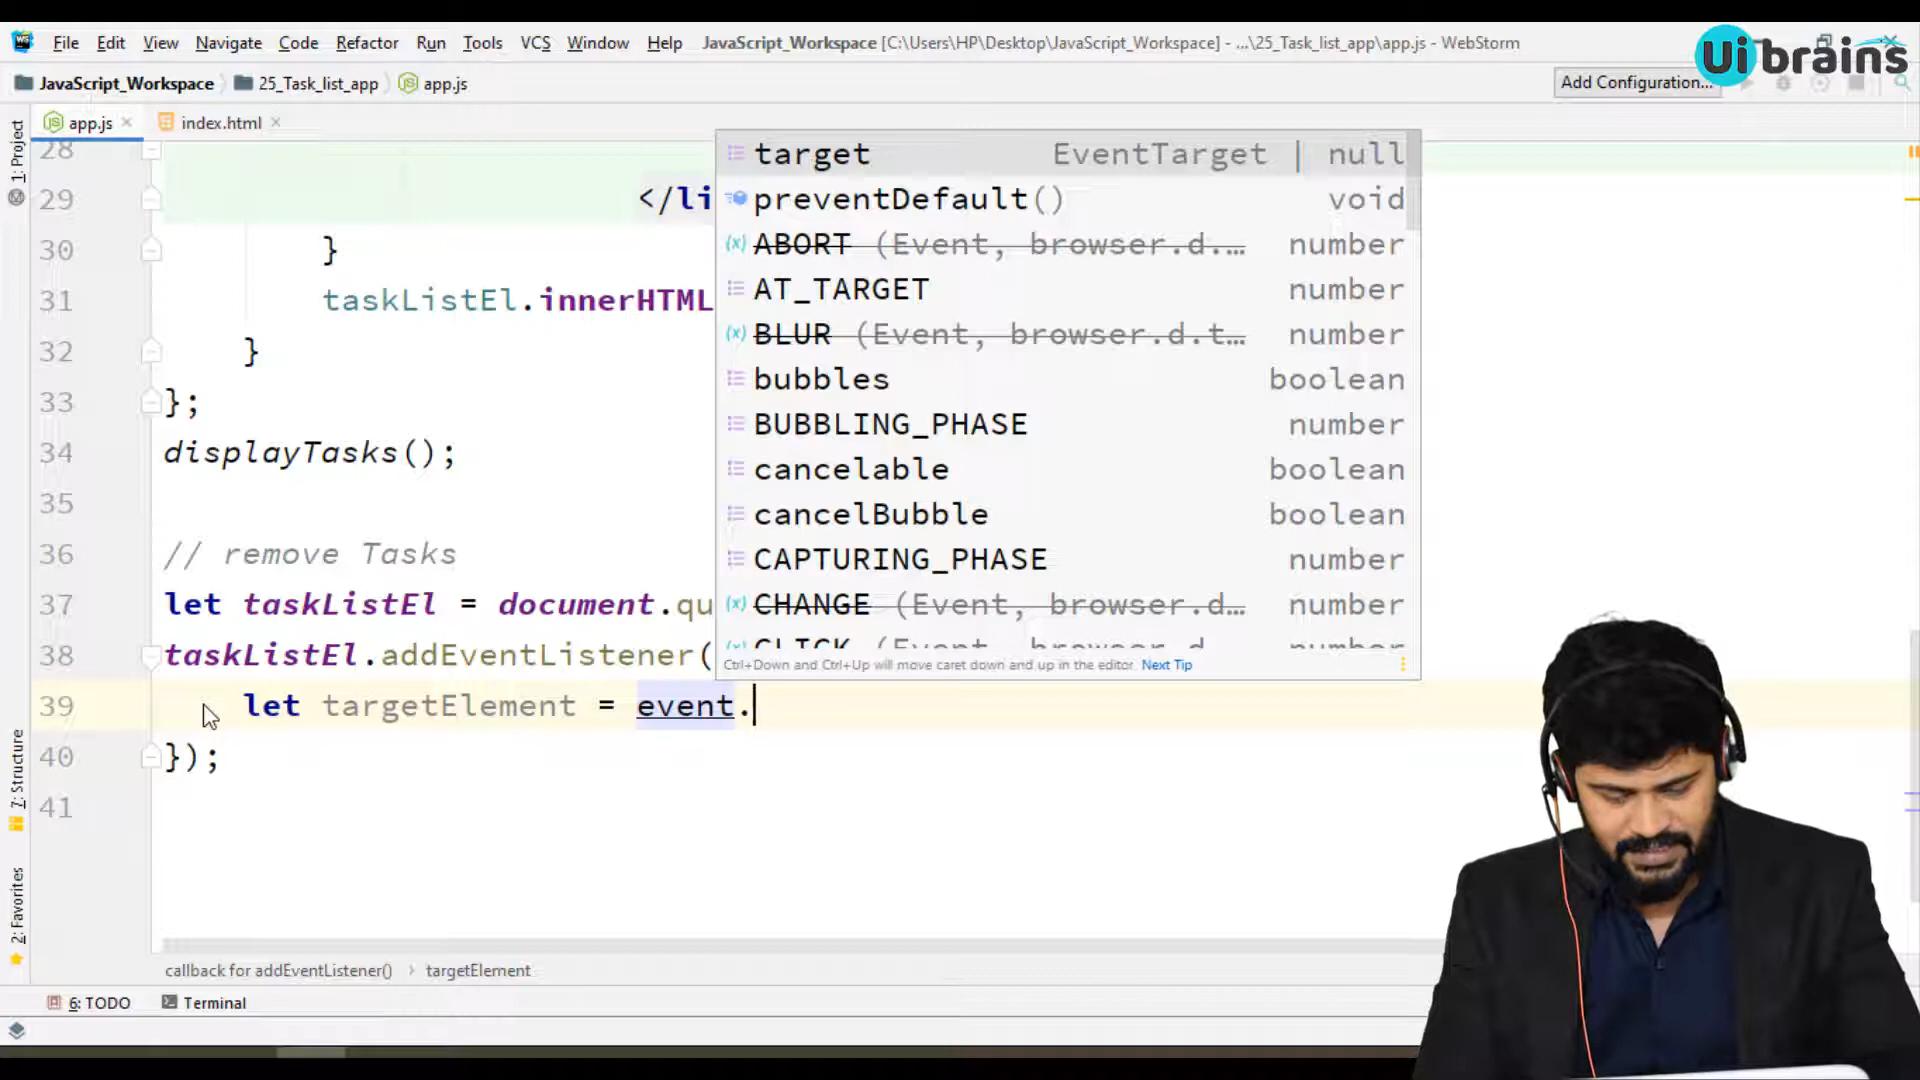 File Edit View Navigate Code Refactor Run Tools VCS Window Help JavaScript_Workspace [C:\Users\HP\Desktop\JavaScript_Workspace] - ...\25_Task_list_app\app.js - WebStorm
Ui brains
JavaScript_Workspace 25_Task_list_app app.js Add Configuration...
app.js index.html
1: Project
7: Structure
2: Favorites
28
29 </li
30 }
31 taskListEl.innerHTML
32 }
33 };
34 displayTasks();
35
36 // remove Tasks
37 let taskListEl = document.qu
38 taskListEl.addEventListener(
39 let targetElement = event.
40 });
41
target EventTarget | null
preventDefault() void
ABORT (Event, browser.d.… number
AT_TARGET number
BLUR (Event, browser.d.t… number
bubbles boolean
BUBBLING_PHASE number
cancelable boolean
cancelBubble boolean
CAPTURING_PHASE number
CHANGE (Event, browser.d… number
CLICK (Event, browser.d number
Ctrl+Down and Ctrl+Up will move caret down and up in the editor. Next Tip
callback for addEventListener() › targetElement
6: TODO Terminal